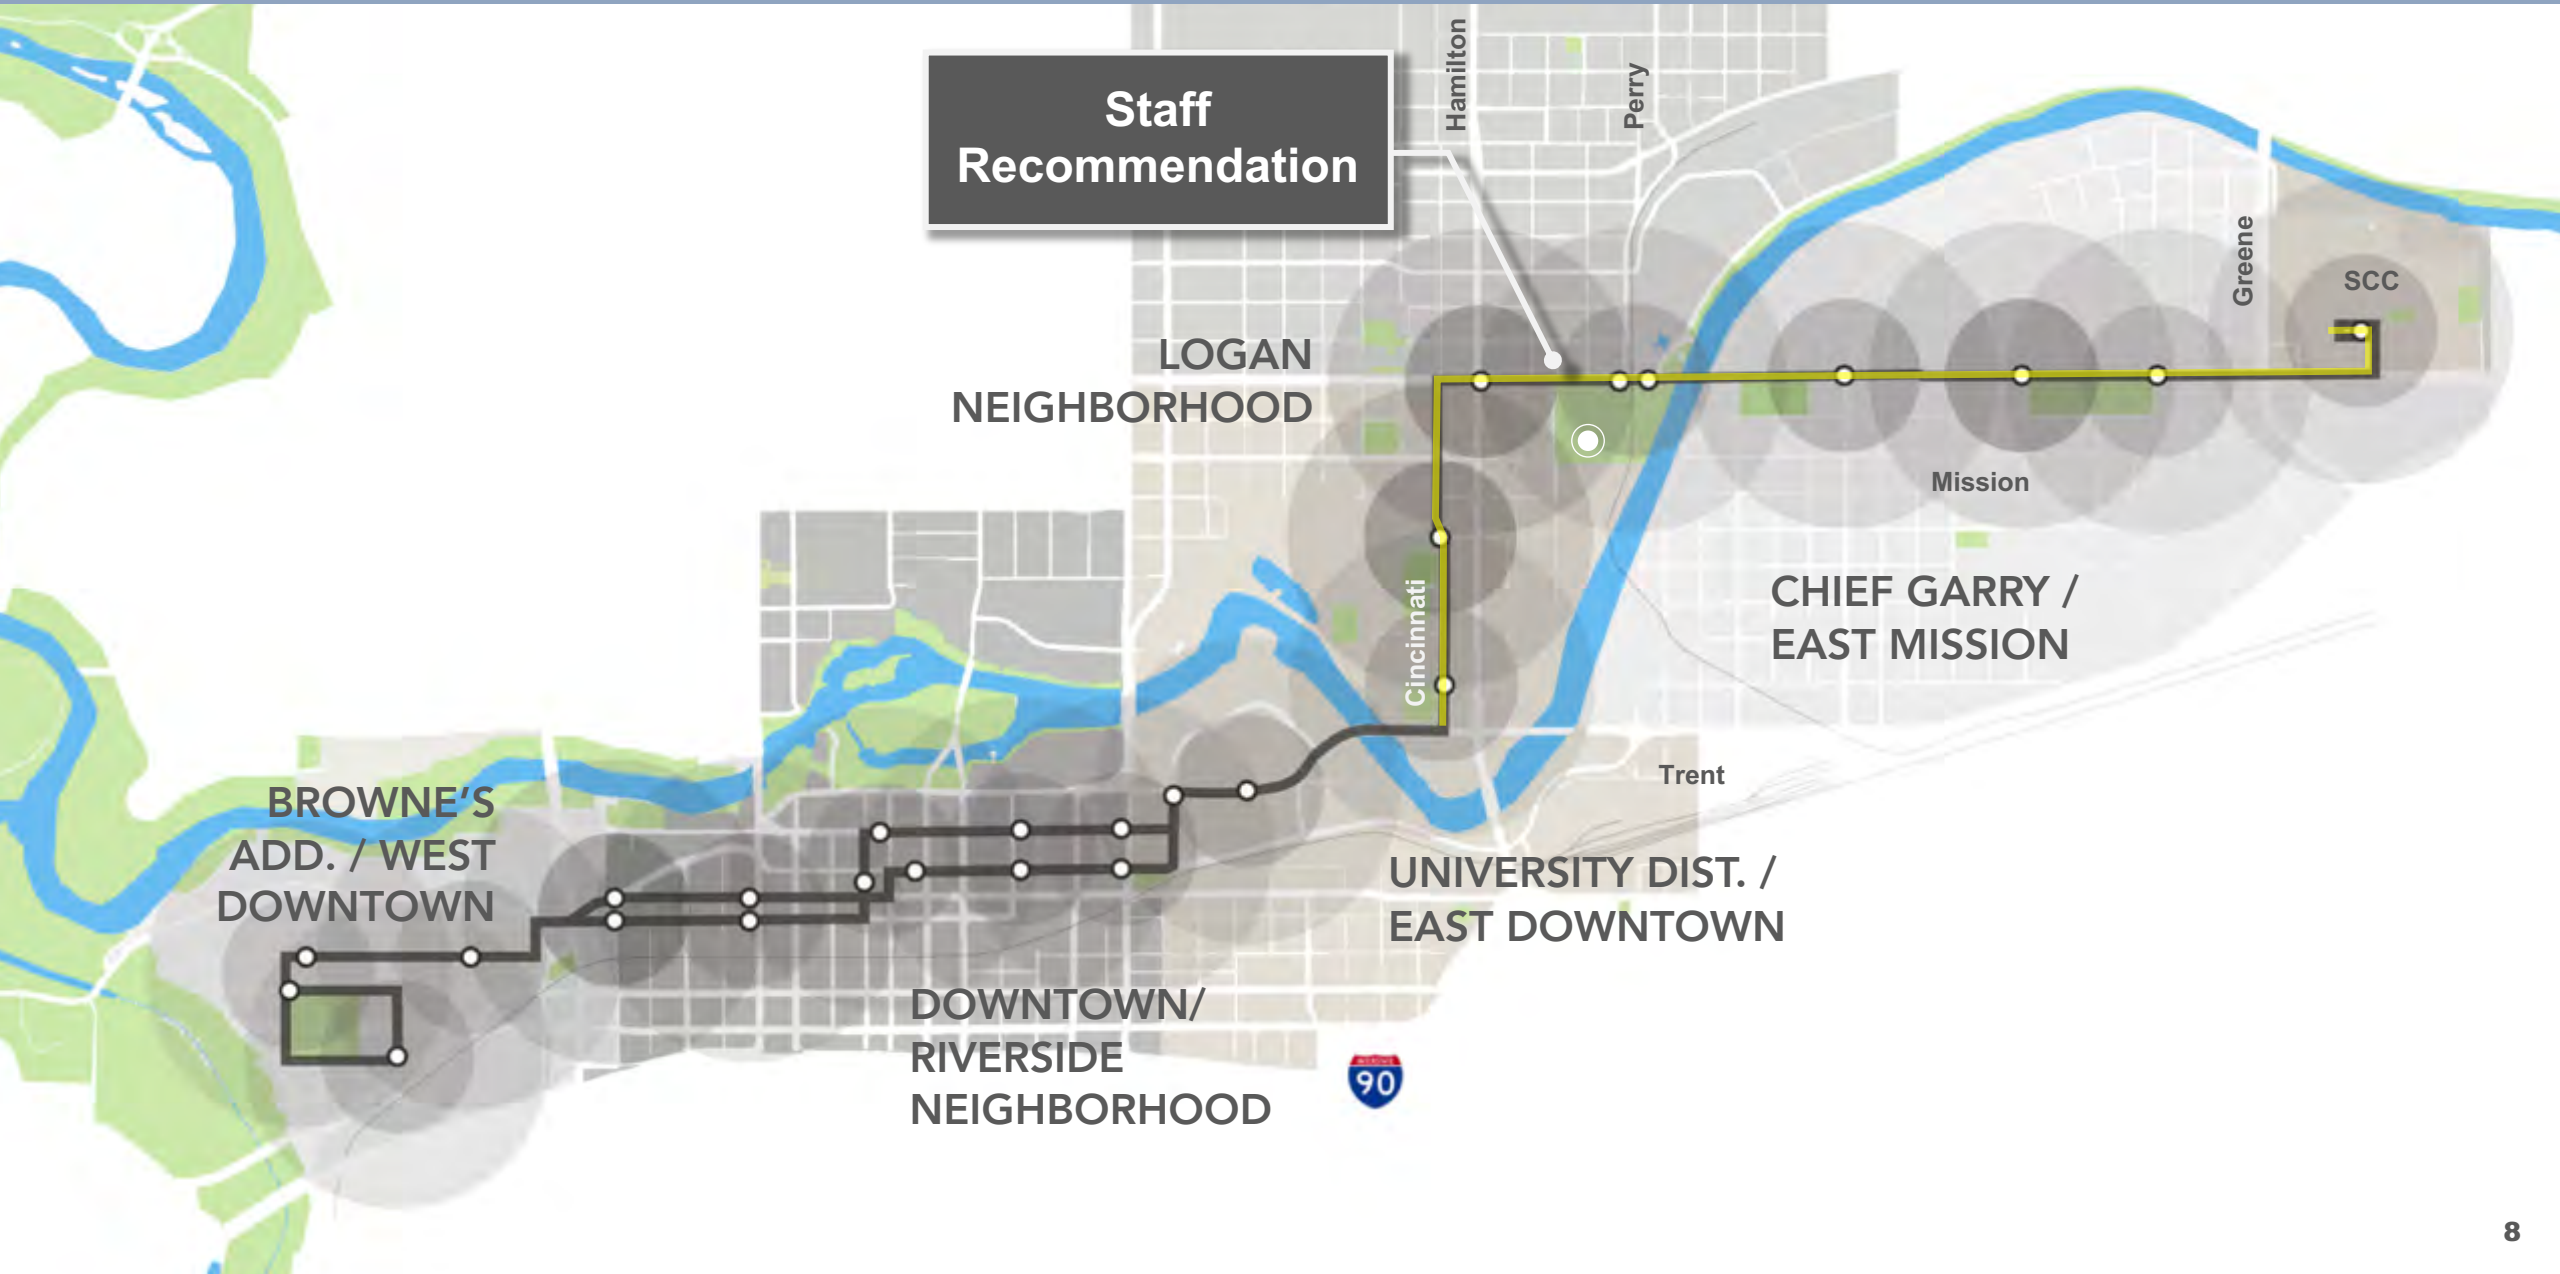 Staff
Recommendation
Hamilton
Perry
Greene
SCC
LOGAN
NEIGHBORHOOD
Mission
Cincinnati
CHIEF GARRY /
EAST MISSION
Trent
BROWNE’S
ADD. / WEST
DOWNTOWN
UNIVERSITY DIST. /
EAST DOWNTOWN
DOWNTOWN/
RIVERSIDE
NEIGHBORHOOD
90
8